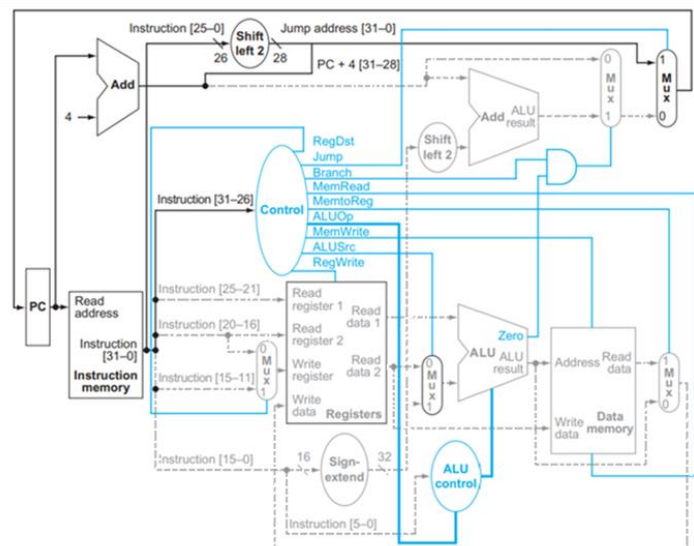 Instruction [25–0]
Shift
left 2
Jump address [31–0]
26
28
PC + 4 [31–28]
Add
4
0
M
u
x
1
1
M
u
x
0
Add
ALU
result
Shift
left 2
RegDst
Jump
Branch
MemRead
MemtoReg
ALUOp
MemWrite
ALUSrc
RegWrite
Control
Instruction [31–26]
PC
Read
address
Instruction
[31–0]
Instruction
memory
Instruction [25–21]
Instruction [20–16]
Instruction [15–11]
0
M
u
x
1
Read
register 1
Read
register 2
Write
register
Write
data
Read
data 1
Read
data 2
Registers
0
M
u
x
1
Zero
ALU
ALU
result
Address
Read
data
Write
data
Data
memory
1
M
u
x
0
Instruction [15–0]
16
Sign-
extend
32
ALU
control
Instruction [5–0]